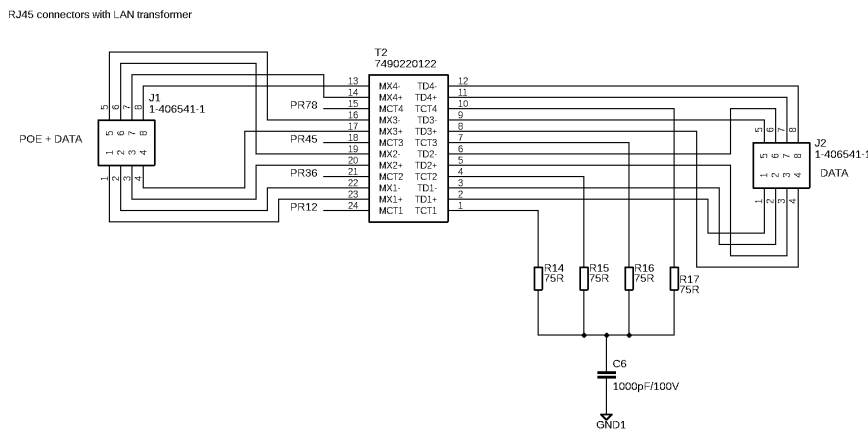 RJ45 connectors with LAN transformer
T2
7490220122
J1
1-406541-1
POE + DATA
5 6 7 8
5 6 7 8
1 2 3 4
1 2 3 4
PR78
PR45
PR36
PR12
13 MX4- TD4- 12
14 MX4+ TD4+ 11
15 MCT4 TCT4 10
16 MX3- TD3- 9
17 MX3+ TD3+ 8
18 MCT3 TCT3 7
19 MX2- TD2- 6
20 MX2+ TD2+ 5
21 MCT2 TCT2 4
22 MX1- TD1- 3
23 MX1+ TD1+ 2
24 MCT1 TCT1 1
5 6 7 8
5 6 7 8
1 2 3 4
1 2 3 4
J2
1-406541-1
DATA
R14
75R
R15
75R
R16
75R
R17
75R
C6
1000pF/100V
GND1